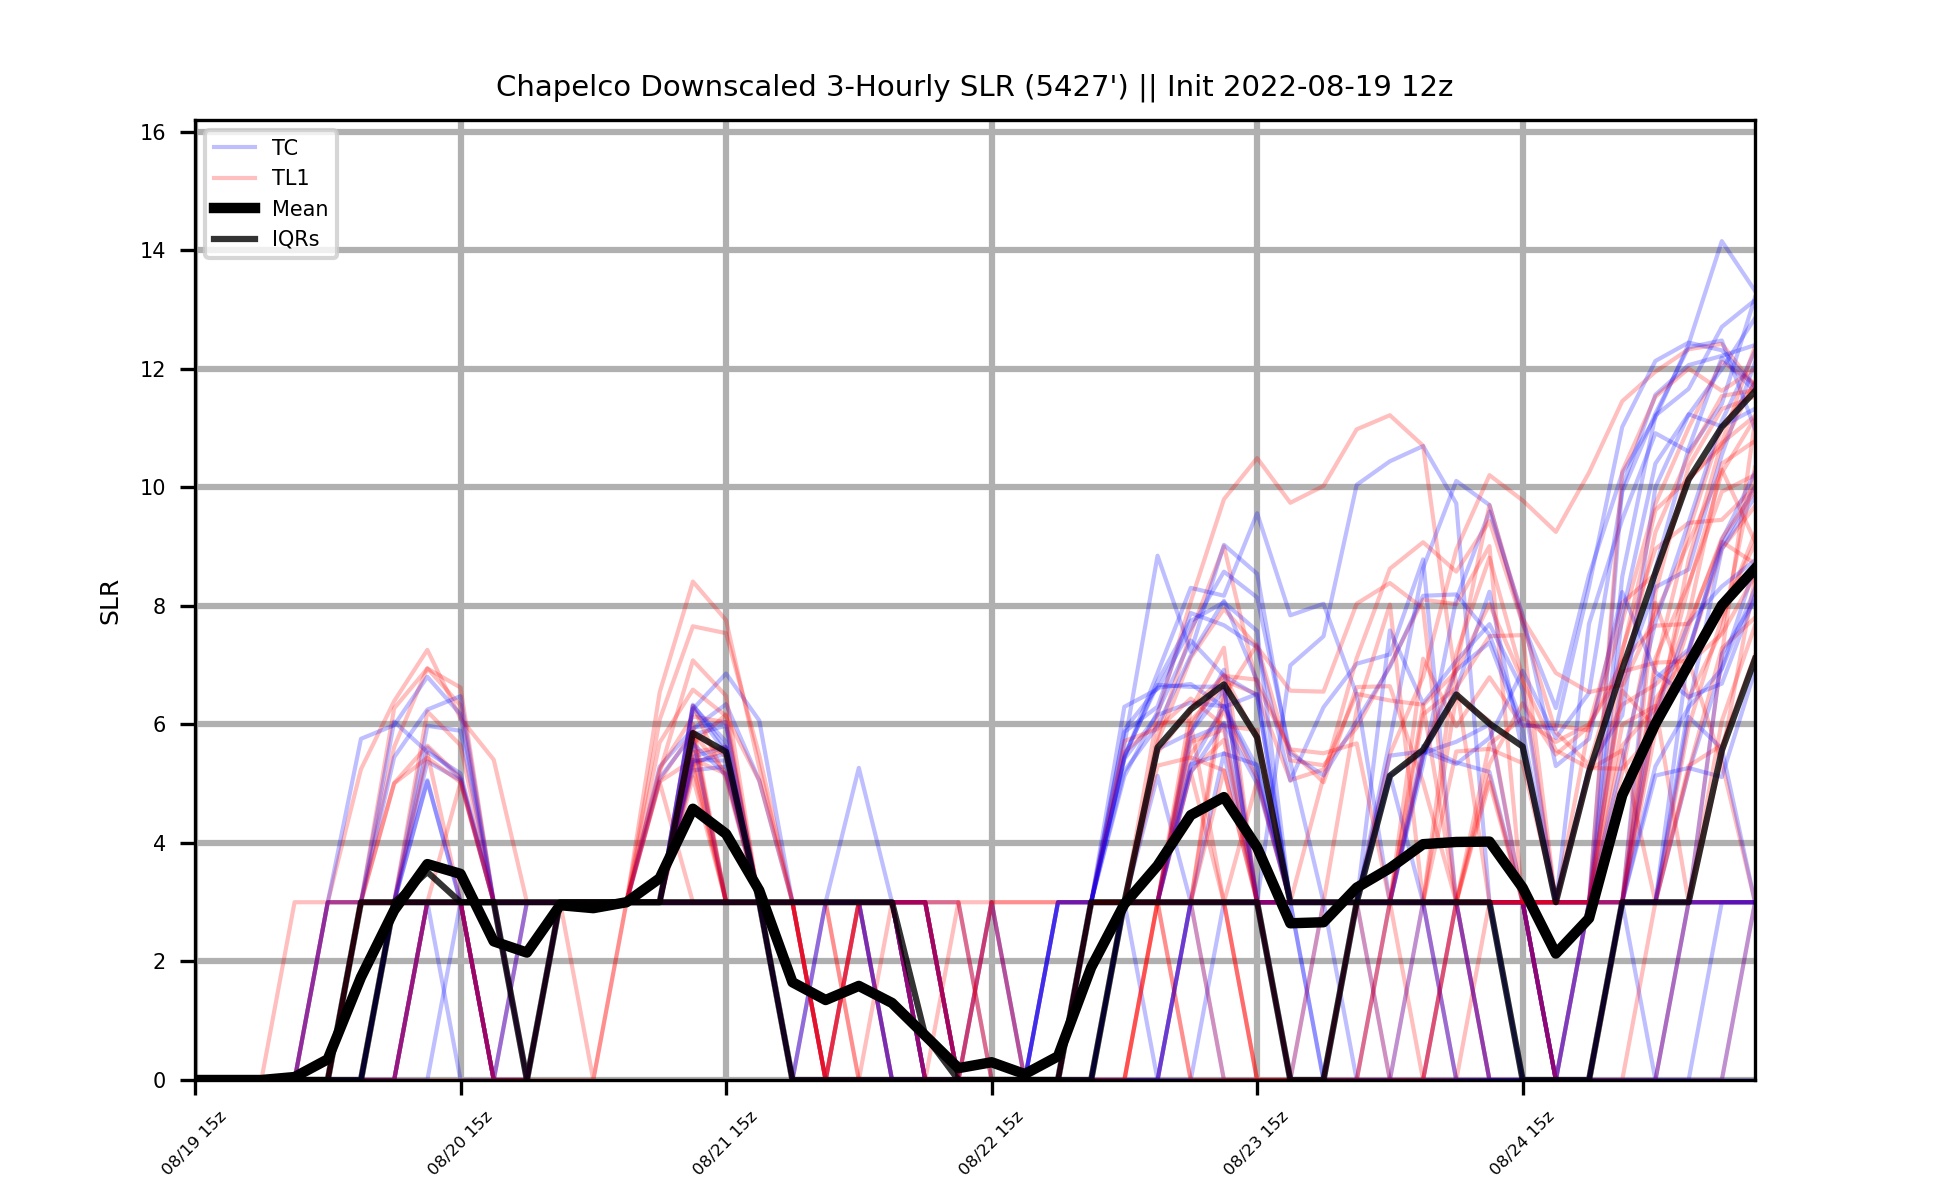 Chapelco Downscaled 3-Hourly SLR (5427') || Init 2022-08-19 12z
16
14
12
10
8
6
4
2
0
SLR
TC
TL1
Mean
IQRs
08/19 15z
08/20 15z
08/21 15z
08/22 15z
08/23 15z
08/24 15z